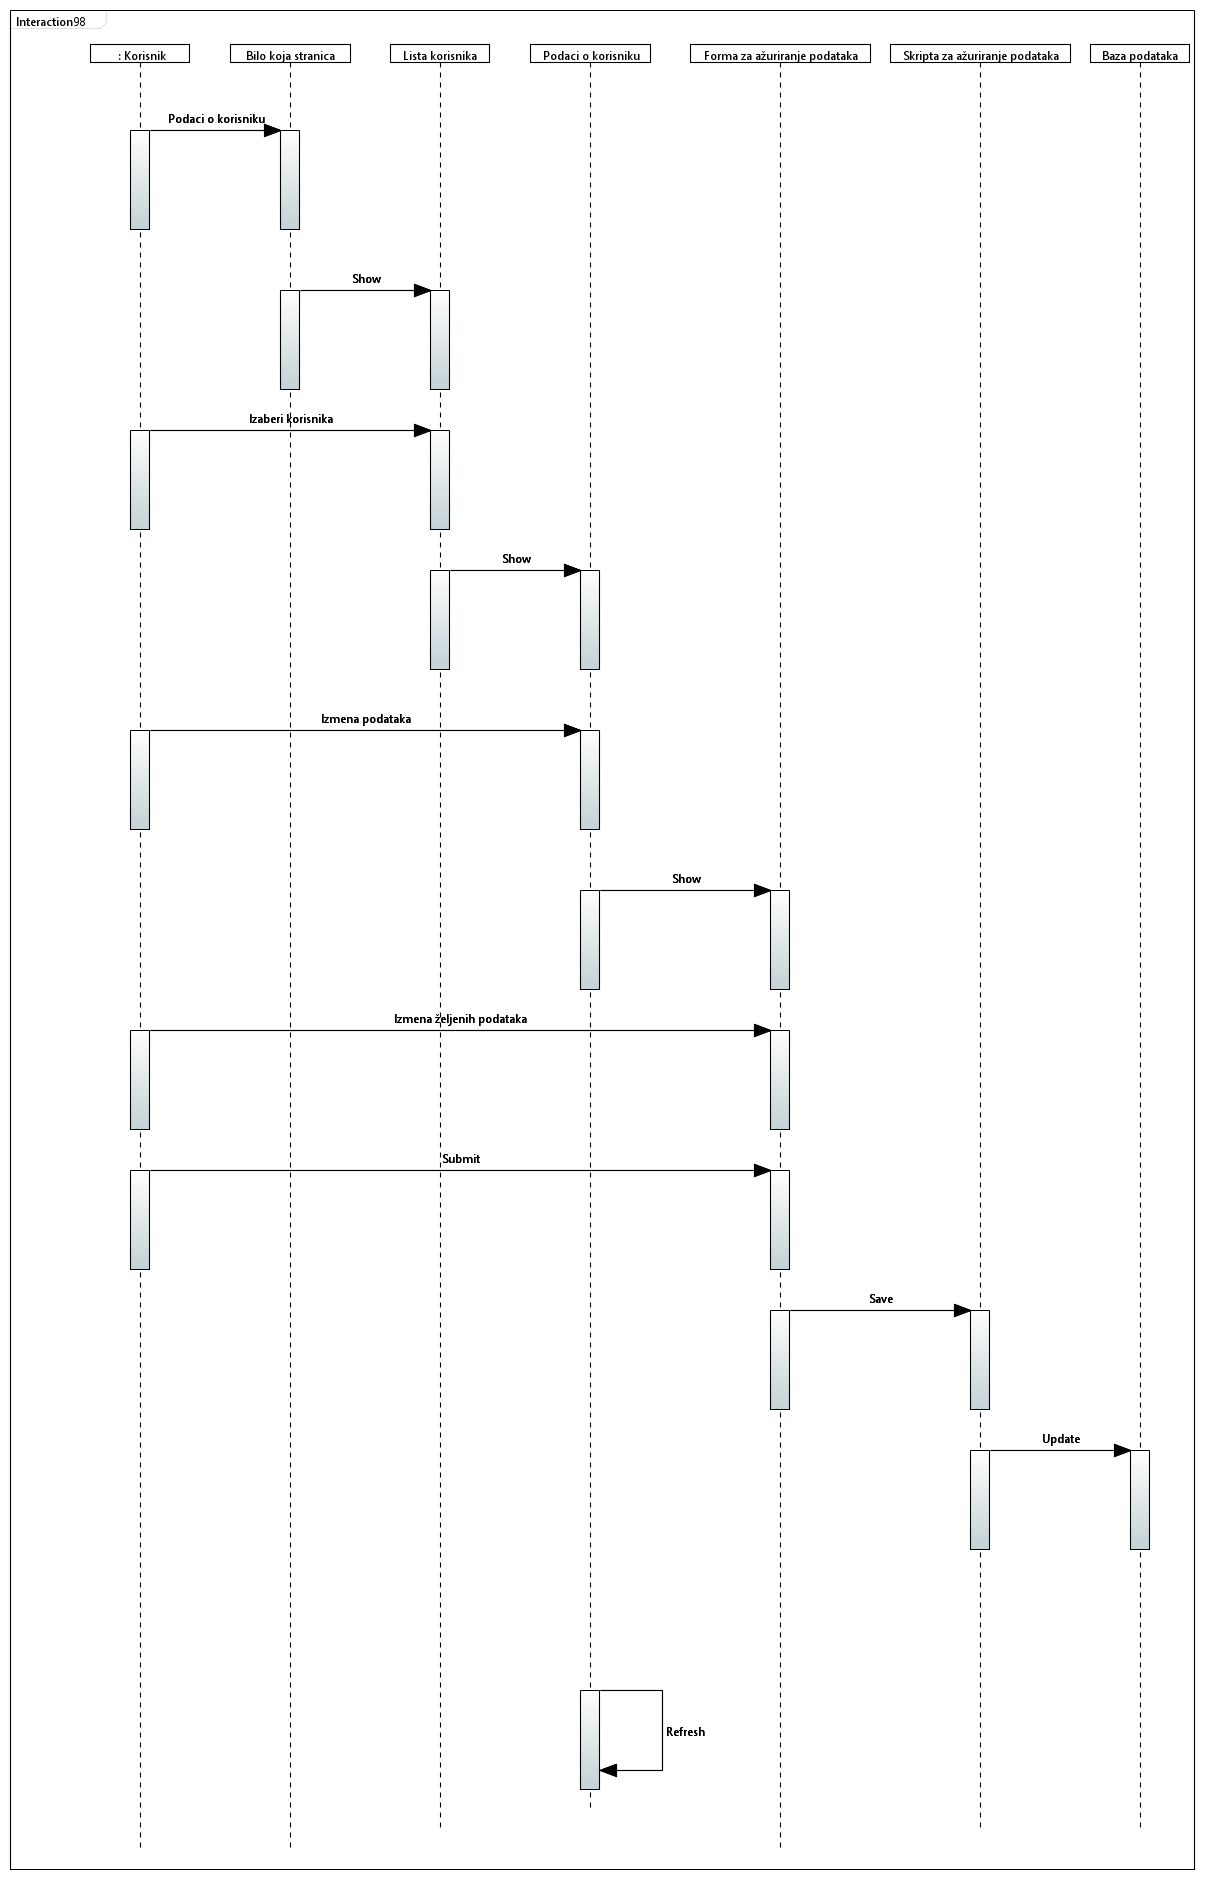 Interaction98
: Korisnik
Bilo koja stranica
Lista korisnika
Podaci o korisniku
Forma za ažuriranje podataka
Skripta za ažuriranje podataka
Baza podataka
Podaci o korisniku
Show
Izaberi korisnika
Show
Izmena podataka
Show
Izmena željenih podataka
Submit
Save
Update
Refresh